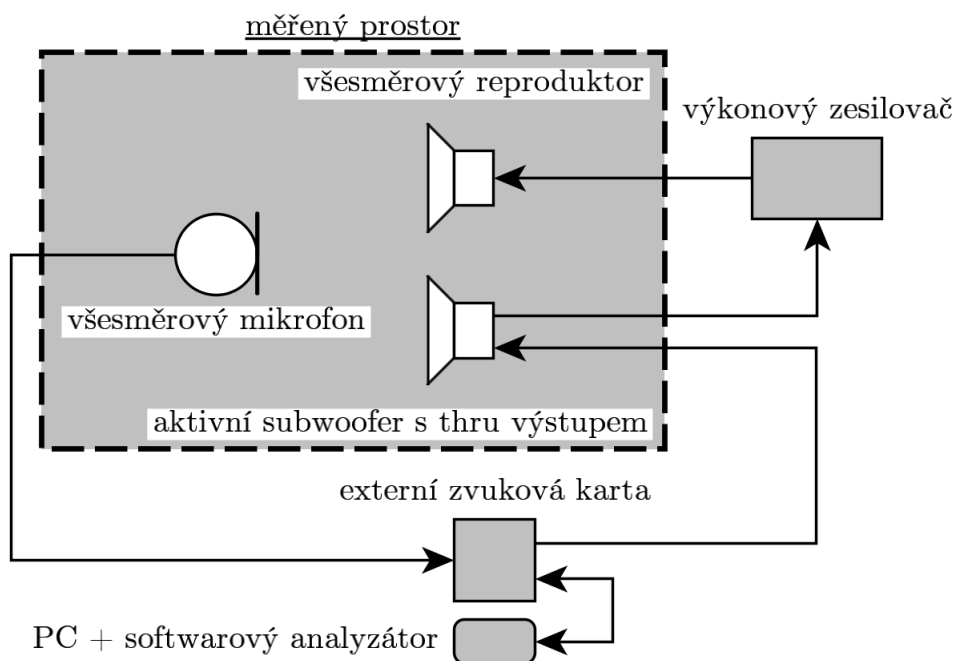 měřený prostor
všesměrový reproduktor
výkonový zesilovač
všesměrový mikrofon
aktivní subwoofer s thru výstupem
externí zvuková karta
PC + softwarový analyzátor